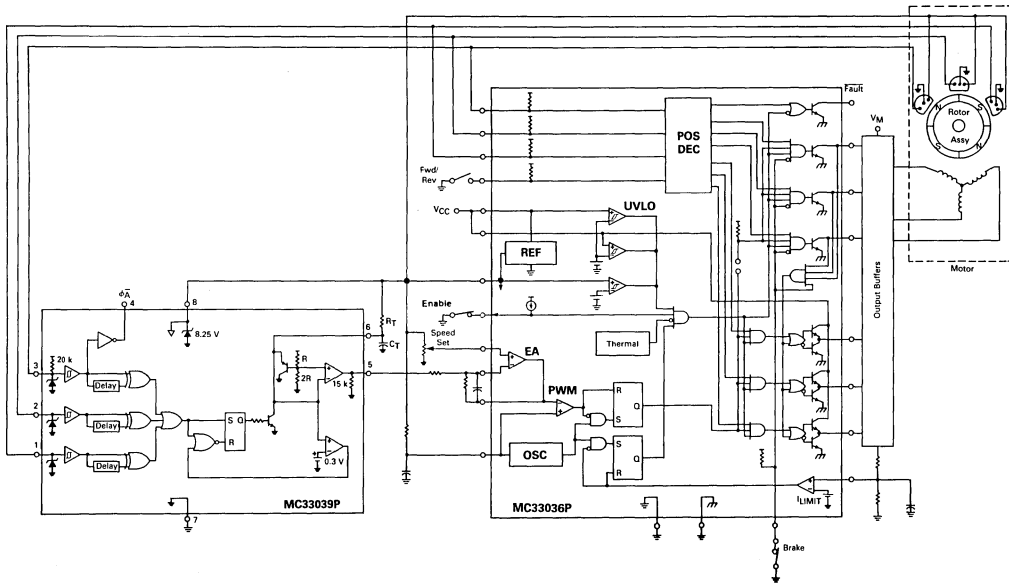 Fault
N
S
S
N
Rotor
Assy
VM
POS
DEC
Fwd/
Rev
UVLO
VCC
REF
Motor
Output Buffers
φA
4
8
8.25 V
RT
CT
6
Enable
Speed
Set
Thermal
EA
3
20 k
Delay
R
2R
15 k
5
PWM
R
Q
S
2
Delay
S
Q
R
OSC
S
Q
R
1
Delay
0.3 V
MC33039P
7
ILIMIT
MC33036P
Brake